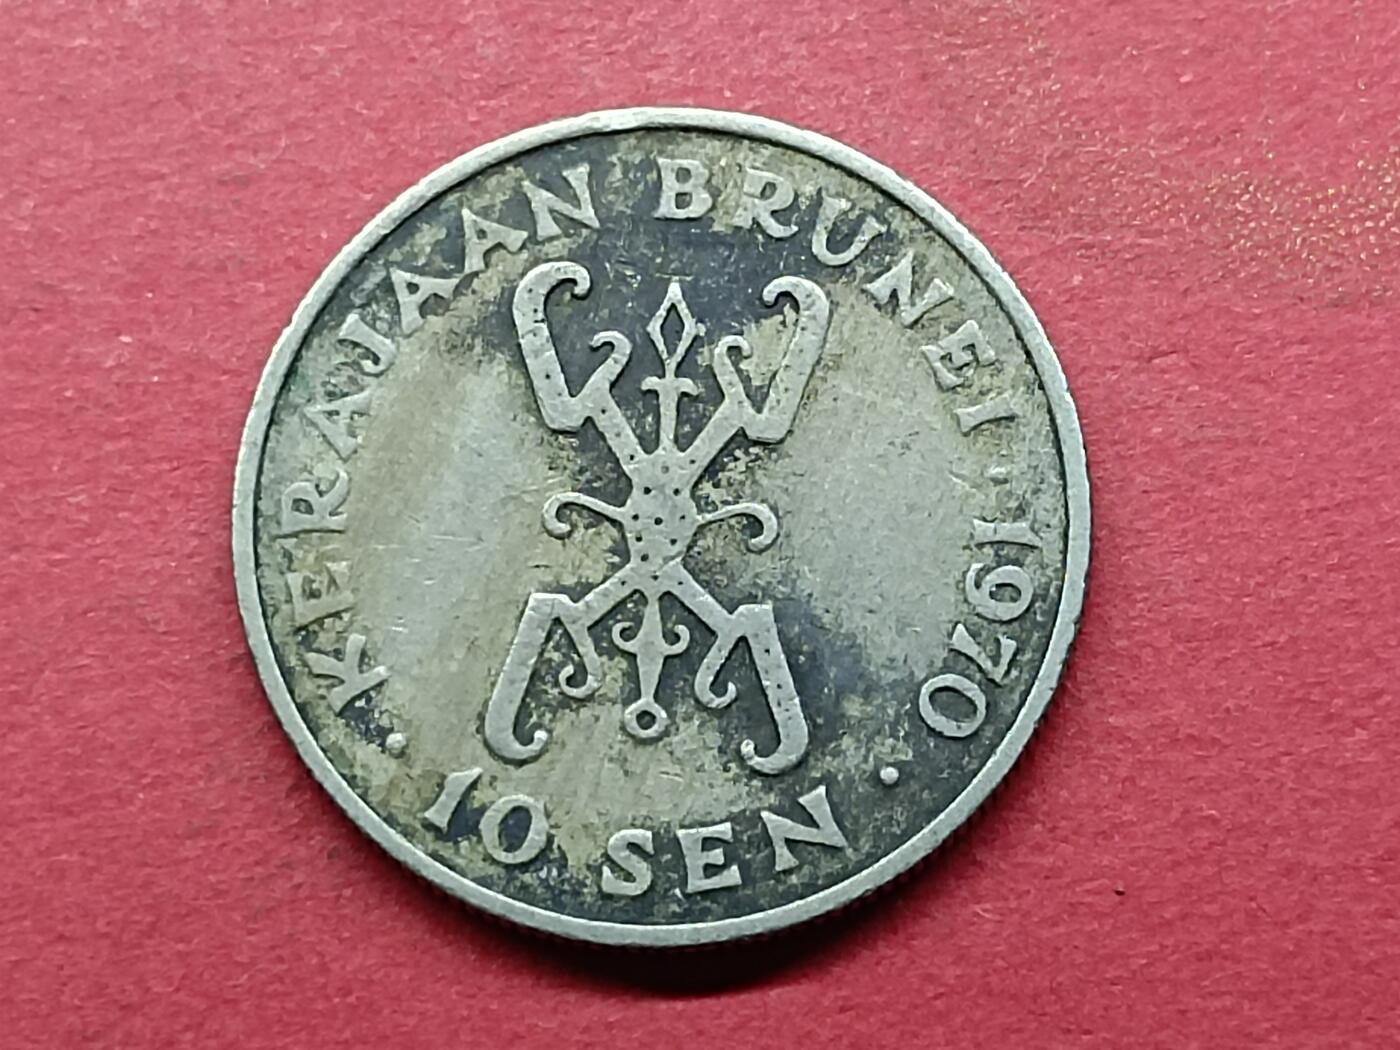 KERAJAAN BRUNEI · 1970
· 10 SEN ·